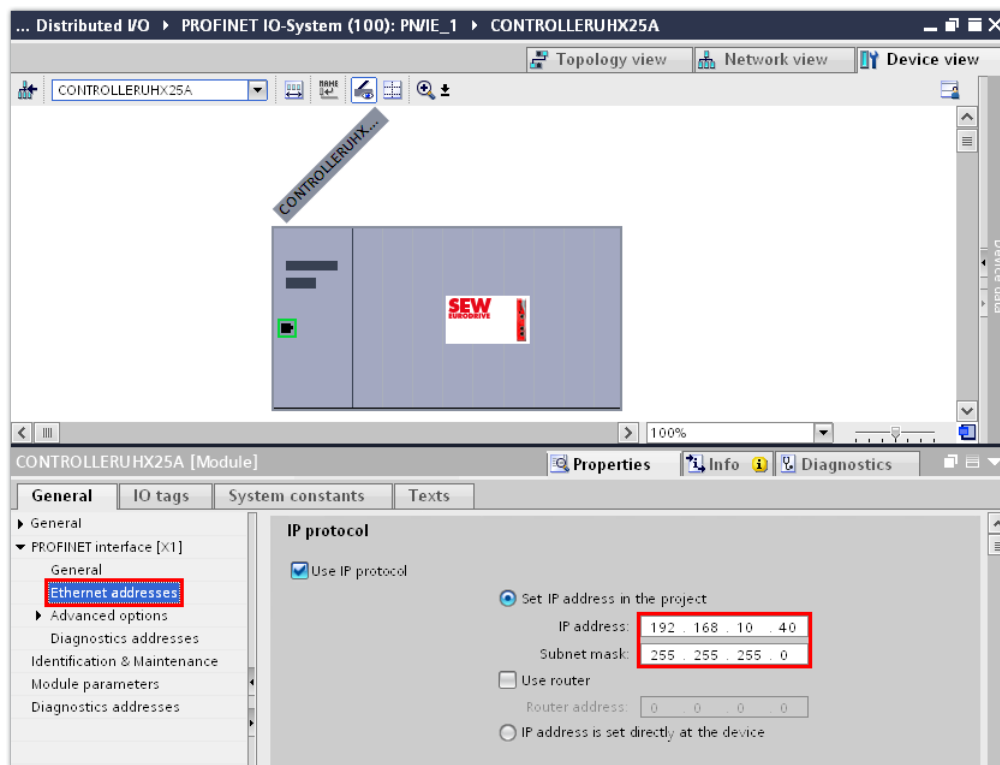 ... Distributed I/O ▸ PROFINET IO-System (100): PN/IE_1 ▸ CONTROLLERUHX25A
Topology view Network view Device view
CONTROLLERUHX25A NAME
CONTROLLERUHX...
SEW
EURODRIVE
Device data
100%
CONTROLLERUHX25A [Module] Properties Info Diagnostics
General IO tags System constants Texts
General
PROFINET interface [X1]
General
Ethernet addresses
Advanced options
Diagnostics addresses
Identification & Maintenance
Module parameters
Diagnostics addresses
IP protocol
Use IP protocol
Set IP address in the project
IP address: 192 . 168 . 10 . 40
Subnet mask: 255 . 255 . 255 . 0
Use router
Router address: 0 . 0 . 0 . 0
IP address is set directly at the device